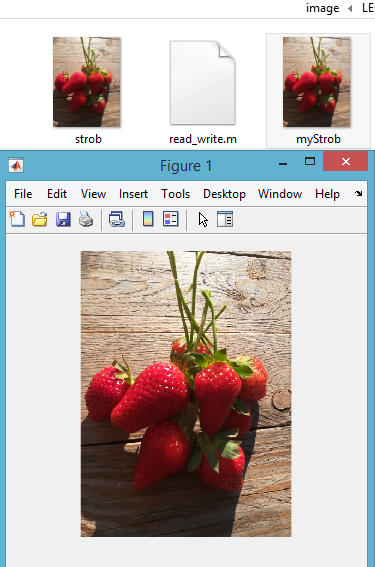 image LE
strob read_write.m myStrob
Figure 1
File Edit View Insert Tools Desktop Window Help